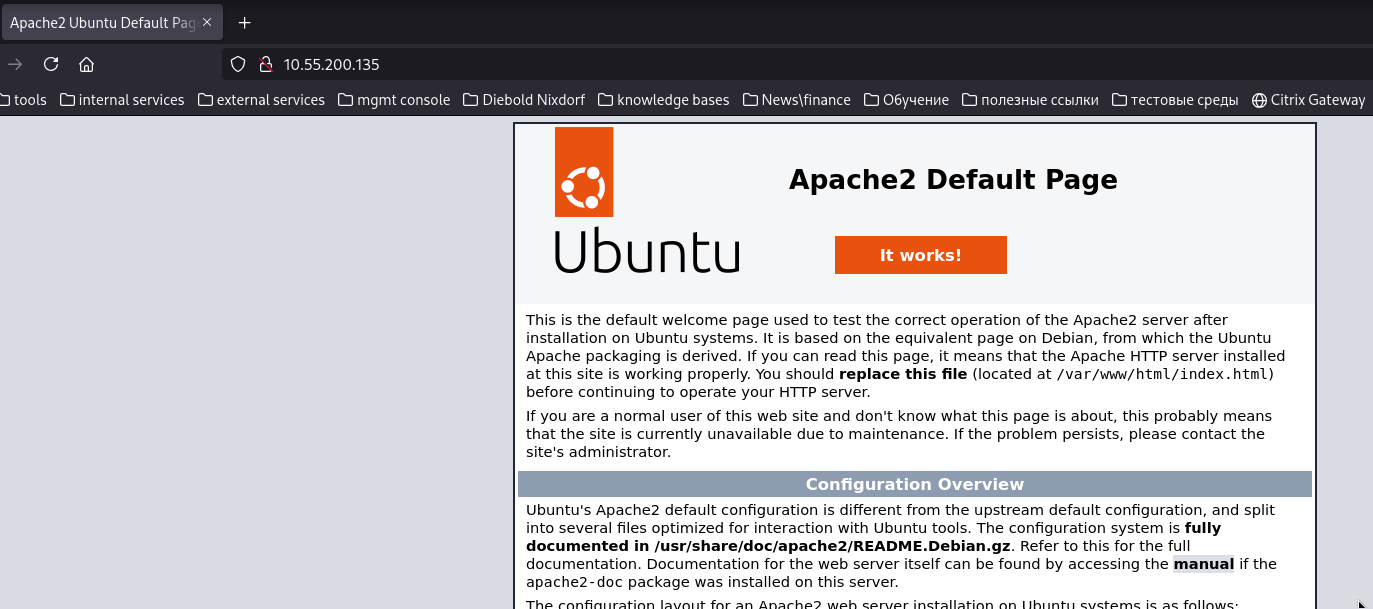 Apache2 Ubuntu Default Pag
10.55.200.135
tools internal services external services mgmt console Diebold Nixdorf knowledge bases News\finance Обучение полезные ссылки тестовые среды Citrix Gateway
Apache2 Default Page
Ubuntu
It works!
This is the default welcome page used to test the correct operation of the Apache2 server after
installation on Ubuntu systems. It is based on the equivalent page on Debian, from which the Ubuntu
Apache packaging is derived. If you can read this page, it means that the Apache HTTP server installed
at this site is working properly. You should replace this file (located at /var/www/html/index.html)
before continuing to operate your HTTP server.
If you are a normal user of this web site and don't know what this page is about, this probably means
that the site is currently unavailable due to maintenance. If the problem persists, please contact the
site's administrator.
Configuration Overview
Ubuntu's Apache2 default configuration is different from the upstream default configuration, and split
into several files optimized for interaction with Ubuntu tools. The configuration system is fully
documented in /usr/share/doc/apache2/README.Debian.gz. Refer to this for the full
documentation. Documentation for the web server itself can be found by accessing the manual if the
apache2-doc package was installed on this server.
The configuration layout for an Apache2 web server installation on Ubuntu systems is as follows: